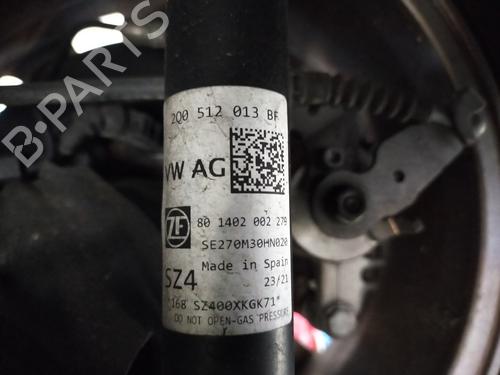 B-PARTS
2Q0 512 013 BF
VW AG
ZF
80 1402 002 279
SE270M30HN020
Made in Spain
SZ4
23/21
*168 SZ400XKGK71*
DO NOT OPEN-GAS PRESSURE